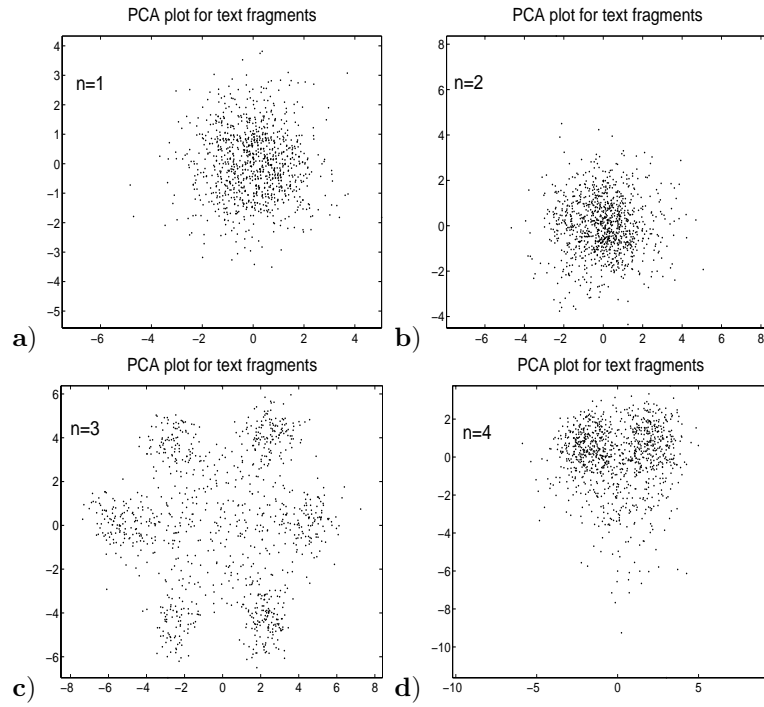 PCA plot for text fragments
n=1
4
3
2
1
0
−1
−2
−3
−4
−5
−6 −4 −2 0 2 4
a)
PCA plot for text fragments
n=2
8
6
4
2
0
−2
−4
−6 −4 −2 0 2 4 6 8
b)
PCA plot for text fragments
n=3
6
4
2
0
−2
−4
−6
−8 −6 −4 −2 0 2 4 6 8
c)
PCA plot for text fragments
n=4
2
0
−2
−4
−6
−8
−10
−10 −5 0 5
d)